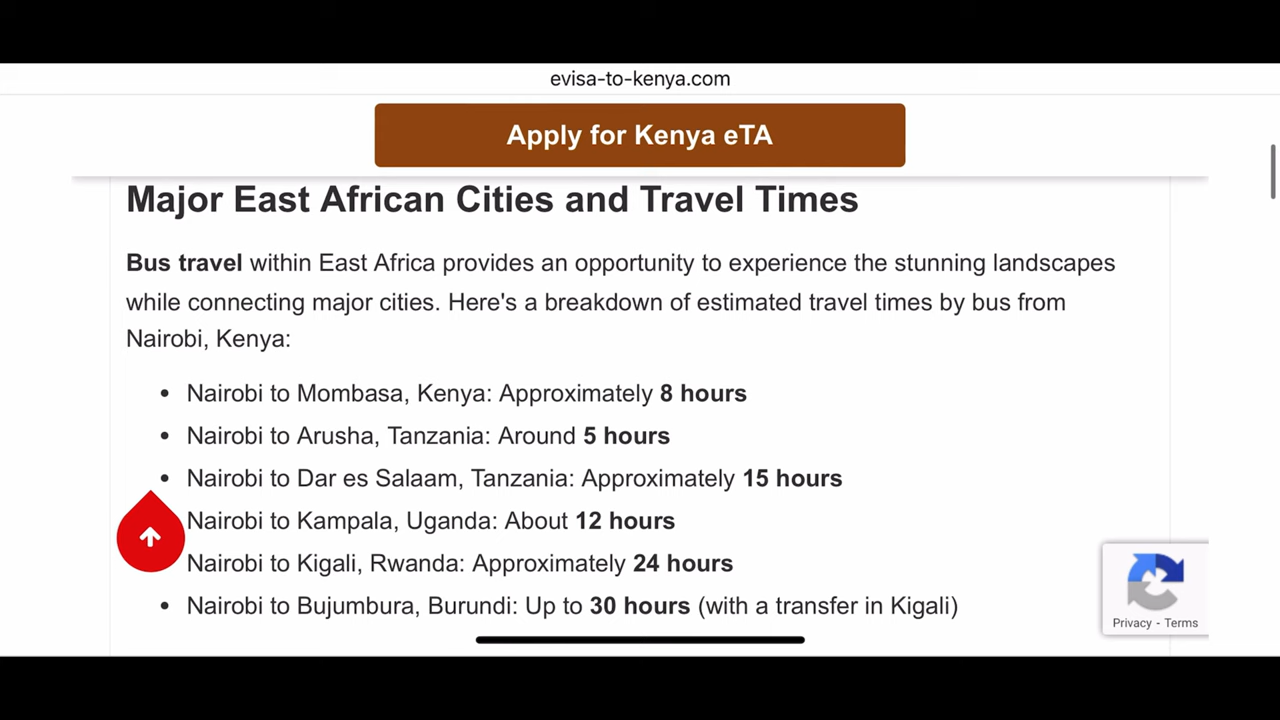 evisa-to-kenya.com
Apply for Kenya eTA
Major East African Cities and Travel Times
Bus travel within East Africa provides an opportunity to experience the stunning landscapes
while connecting major cities. Here's a breakdown of estimated travel times by bus from
Nairobi, Kenya:
• Nairobi to Mombasa, Kenya: Approximately 8 hours
• Nairobi to Arusha, Tanzania: Around 5 hours
• Nairobi to Dar es Salaam, Tanzania: Approximately 15 hours
Nairobi to Kampala, Uganda: About 12 hours
Nairobi to Kigali, Rwanda: Approximately 24 hours
• Nairobi to Bujumbura, Burundi: Up to 30 hours (with a transfer in Kigali)
Privacy - Terms